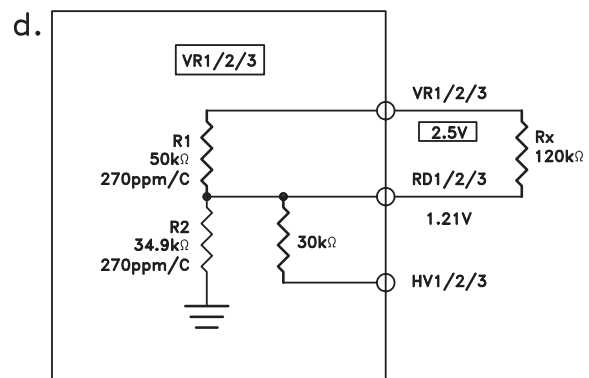 d.
VR1/2/3
VR1/2/3
2.5V
R1
50kΩ
270ppm/C
Rx
120kΩ
RD1/2/3
1.21V
R2
34.9kΩ
270ppm/C
30kΩ
HV1/2/3